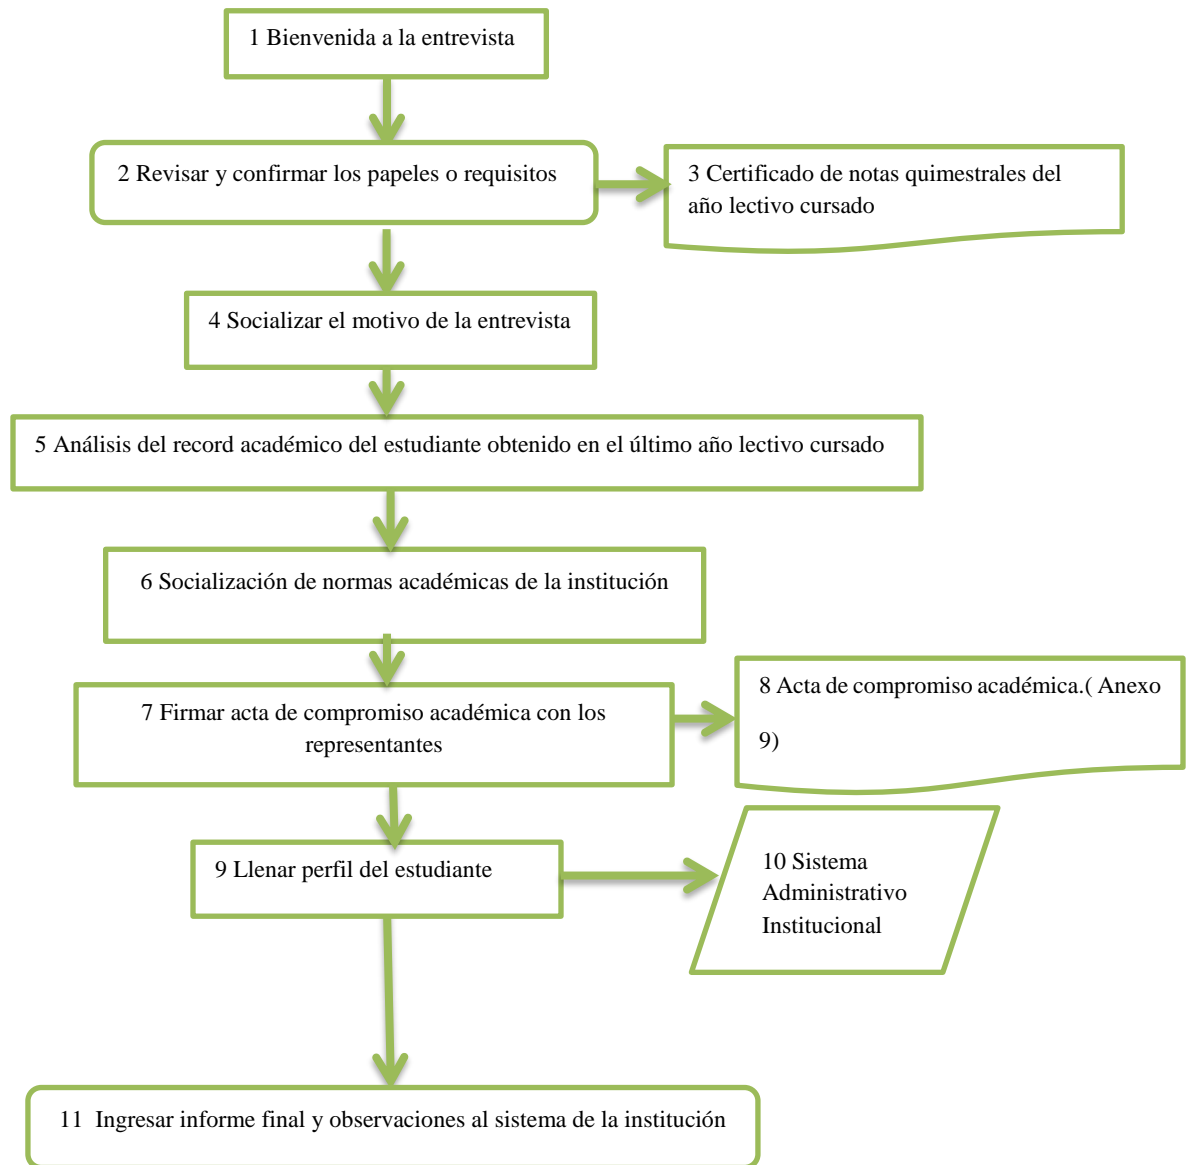 1 Bienvenida a la entrevista
2 Revisar y confirmar los papeles o requisitos
3 Certificado de notas quimestrales del
año lectivo cursado
4 Socializar el motivo de la entrevista
5 Análisis del record académico del estudiante obtenido en el último año lectivo cursado
6 Socialización de normas académicas de la institución
7 Firmar acta de compromiso académica con los
representantes
8 Acta de compromiso académica.( Anexo
9)
9 Llenar perfil del estudiante
10 Sistema
Administrativo
Institucional
11 Ingresar informe final y observaciones al sistema de la institución